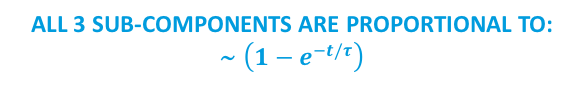 ALL 3 SUB-COMPONENTS ARE PROPORTIONAL TO:
~ (1 − e^{−t/τ})